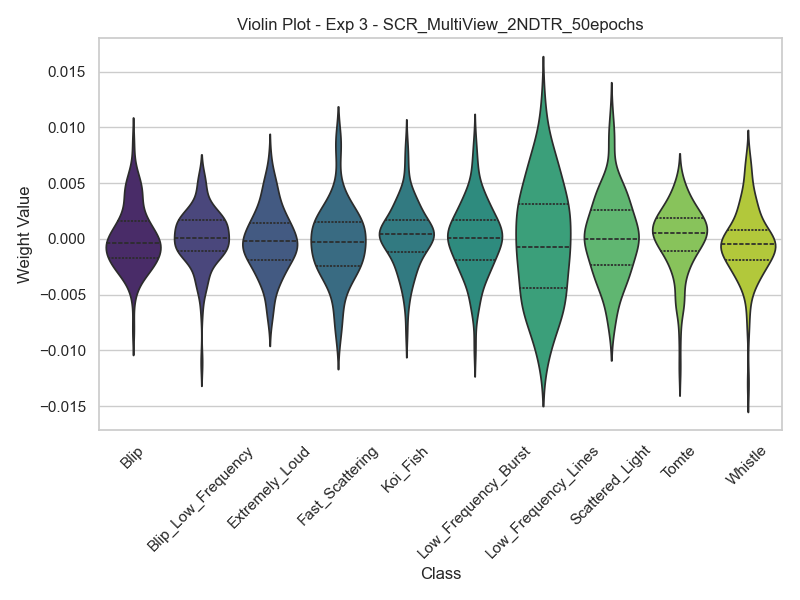 Violin Plot - Exp 3 - SCR_MultiView_2NDTR_50epochs
Weight Value
0.015
0.010
0.005
0.000
−0.005
−0.010
−0.015
Blip
Blip_Low_Frequency
Extremely_Loud
Fast_Scattering
Koi_Fish
Low_Frequency_Burst
Low_Frequency_Lines
Scattered_Light
Tomte
Whistle
Class